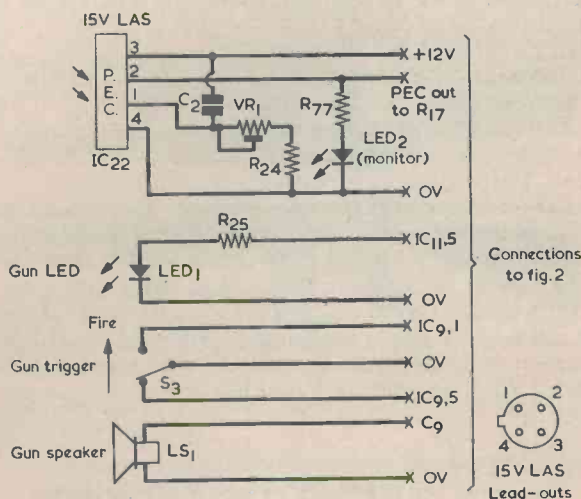 15V LAS
3
+12V
2
P.
PEC out
to R17
E.
1
C2
VR1
R77
C.
4
LED2
(monitor)
R24
IC22
0V
R25
IC11,5
Connections
to fig.2
Gun LED
LED1
0V
Fire
IC9,1
Gun trigger
0V
S3
IC9,5
1 2
C9
4 3
Gun speaker
LS1
15V LAS
0V
Lead-outs